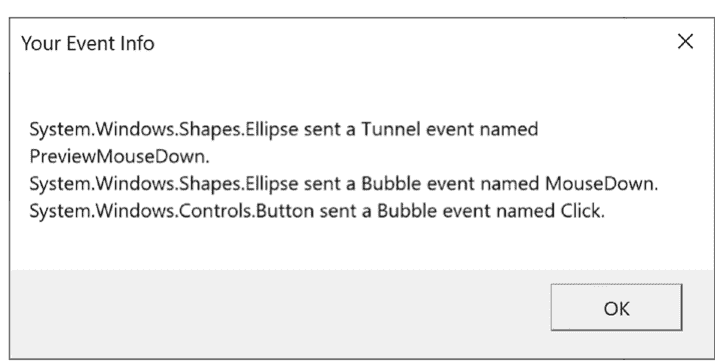 Your Event Info
System.Windows.Shapes.Ellipse sent a Tunnel event named
PreviewMouseDown.
System.Windows.Shapes.Ellipse sent a Bubble event named MouseDown.
System.Windows.Controls.Button sent a Bubble event named Click.
OK